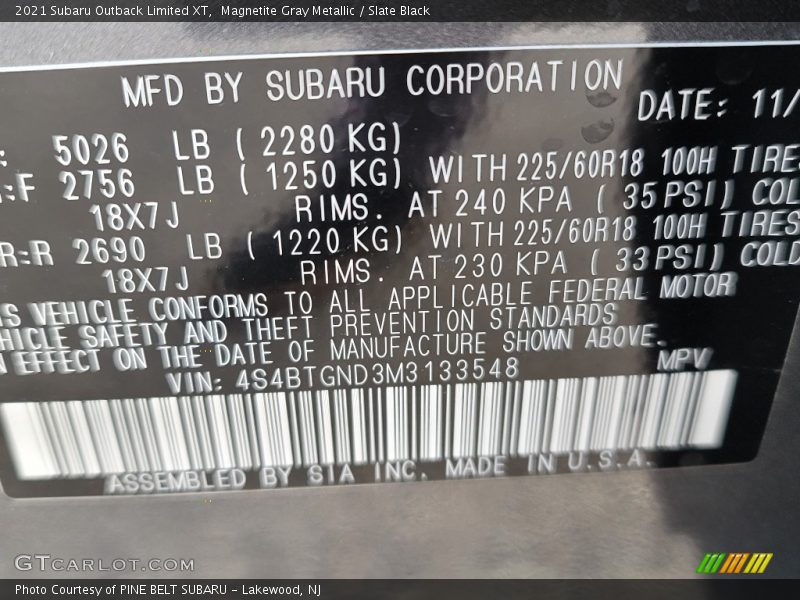 2021 Subaru Outback Limited XT,  Magnetite Gray Metallic / Slate Black
MFD BY SUBARU CORPORATION
DATE: 11/
: 5026 LB (2280 KG)
:F 2756 LB (1250 KG) WITH 225/60R18 100H TIRES
18X7J RIMS. AT 240 KPA (35 PSI) COL
R:R 2690 LB (1220 KG) WITH 225/60R18 100H TIRES
18X7J RIMS. AT 230 KPA (33 PSI) COLD
S VEHICLE CONFORMS TO ALL APPLICABLE FEDERAL MOTOR
HICLE SAFETY AND THEFT PREVENTION STANDARDS
N EFFECT ON THE DATE OF MANUFACTURE SHOWN ABOVE.
VIN: 4S4BTGND3M3133548 MPV
ASSEMBLED BY SIA INC. MADE IN U.S.A.
GTCARLOT.COM
Photo Courtesy of PINE BELT SUBARU - Lakewood, NJ